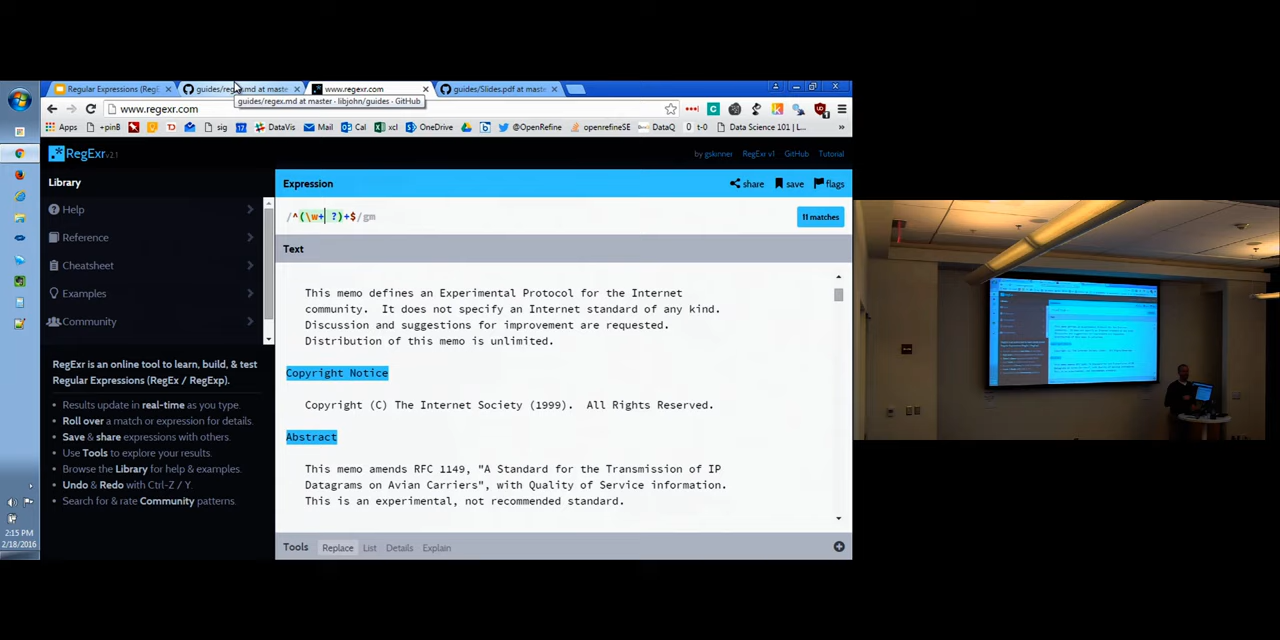 Regular Expressions (Reg
guides/regex.md at mast
www.regexr.com
guides/Slides.pdf at mast
www.regexr.com
guides/regex.md at master - libjohn/guides - GitHub
Apps
+pinB
sig
DataVis
Mail
Cal
xcl
OneDrive
@OpenRefine
openrefineSE
DataQ
t-0
Data Science 101 | L...
RegExr v2.1
by gskinner
RegExr v1
GitHub
Tutorial
Library
Help
Reference
Cheatsheet
Examples
Community
RegExr is an online tool to learn, build, & test
Regular Expressions (RegEx / RegExp).
• Results update in real-time as you type.
• Roll over a match or expression for details.
• Save & share expressions with others.
• Use Tools to explore your results.
• Browse the Library for help & examples.
• Undo & Redo with Ctrl-Z / Y.
• Search for & rate Community patterns.
Expression
share
save
flags
/^(\w+ ?)+$/gm
11 matches
Text
This memo defines an Experimental Protocol for the Internet
community.  It does not specify an Internet standard of any kind.
Discussion and suggestions for improvement are requested.
Distribution of this memo is unlimited.
Copyright Notice
Copyright (C) The Internet Society (1999).  All Rights Reserved.
Abstract
This memo amends RFC 1149, "A Standard for the Transmission of IP
Datagrams on Avian Carriers", with Quality of Service information.
This is an experimental, not recommended standard.
Tools
Replace
List
Details
Explain
2:15 PM
2/18/2016